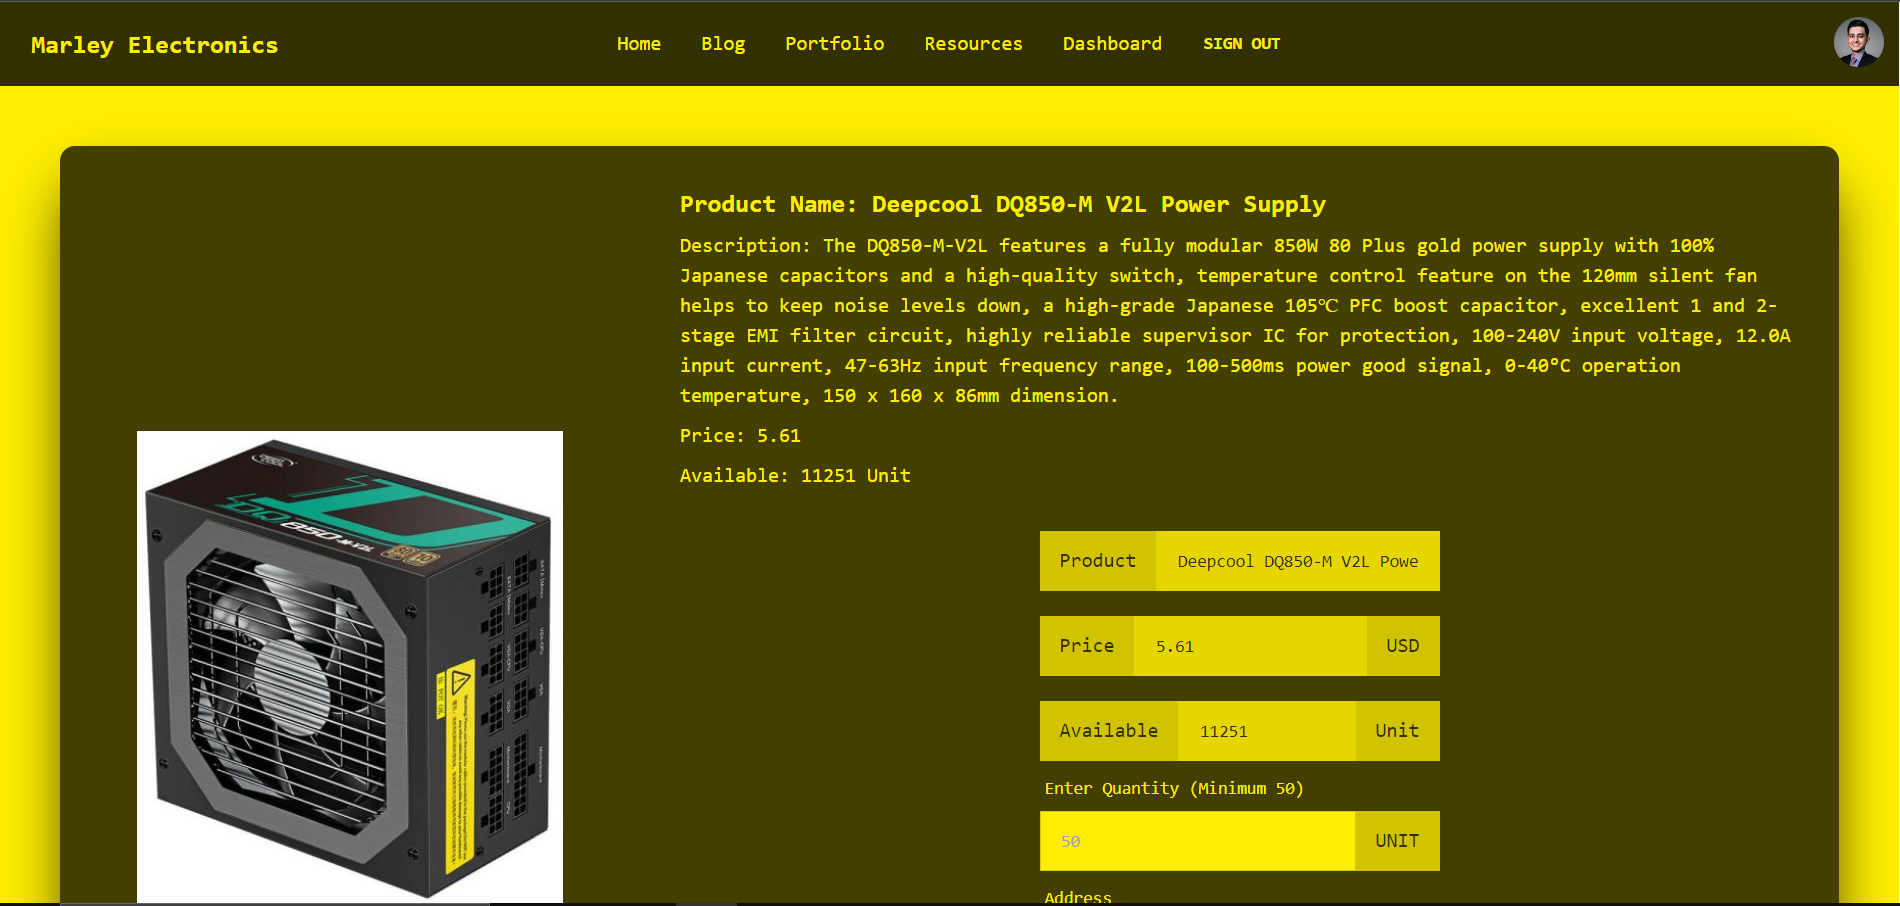 Marley Electronics
Home
Blog
Portfolio
Resources
Dashboard
SIGN OUT
Product Name: Deepcool DQ850-M V2L Power Supply
Description: The DQ850-M-V2L features a fully modular 850W 80 Plus gold power supply with 100%
Japanese capacitors and a high-quality switch, temperature control feature on the 120mm silent fan
helps to keep noise levels down, a high-grade Japanese 105℃ PFC boost capacitor, excellent 1 and 2-
stage EMI filter circuit, highly reliable supervisor IC for protection, 100-240V input voltage, 12.0A
input current, 47-63Hz input frequency range, 100-500ms power good signal, 0-40°C operation
temperature, 150 x 160 x 86mm dimension.
Price: 5.61
Available: 11251 Unit
DQ 850-M-V2L
Product Deepcool DQ850-M V2L Powe
Price 5.61 USD
Available 11251 Unit
Enter Quantity (Minimum 50)
50 UNIT
Address